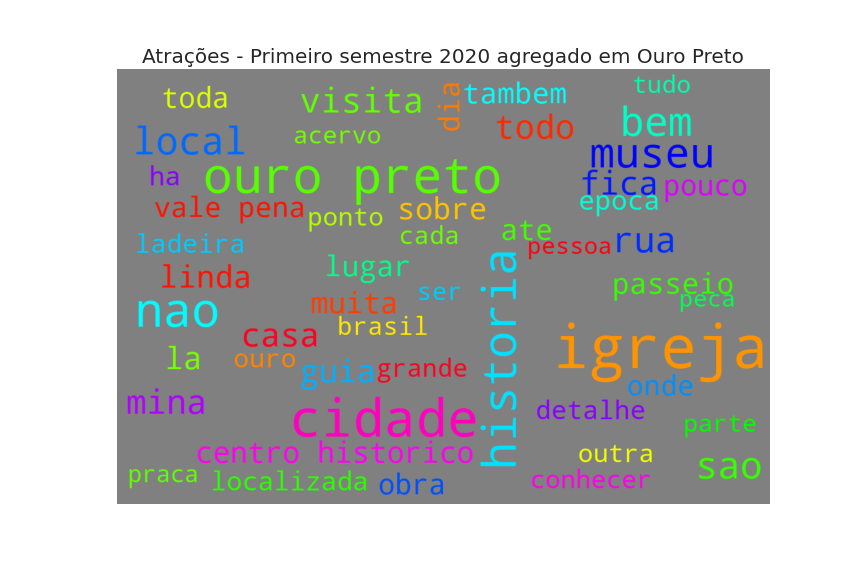 Atrações - Primeiro semestre 2020 agregado em Ouro Preto
toda
visita
dia
tambem
tudo
local
acervo
todo
bem
museu
ha
ouro preto
fica
pouco
vale pena
ponto
sobre
epoca
ladeira
cada
ate
pessoa
rua
linda
lugar
ser
historia
passeio
peca
nao
muita
brasil
casa
igreja
la
ouro
guia
grande
onde
mina
cidade
detalhe
parte
centro historico
outra
sao
praca
localizada
obra
conhecer